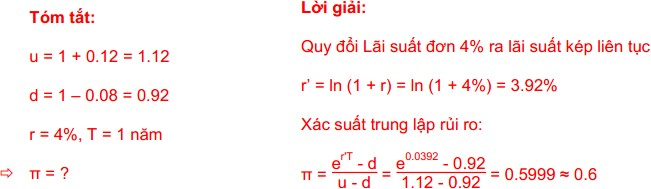 Tóm tắt:
u = 1 + 0.12 = 1.12
d = 1 – 0.08 = 0.92
r = 4%, T = 1 năm
⇨ π = ?
Lời giải:
Quy đổi Lãi suất đơn 4% ra lãi suất kép liên tục
r’ = ln (1 + r) = ln (1 + 4%) = 3.92%
Xác suất trung lập rủi ro:
π = \frac{e^{r'T} - d}{u - d} = \frac{e^{0.0392} - 0.92}{1.12 - 0.92} = 0.5999 ≈ 0.6